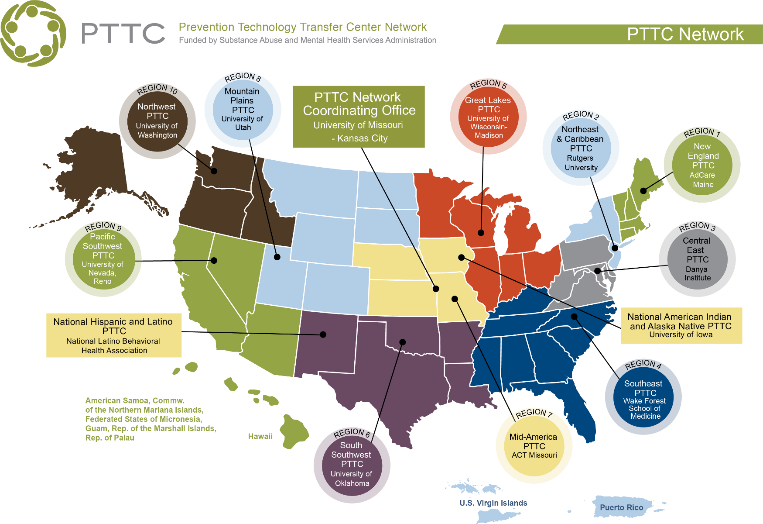 PTTC
Prevention Technology Transfer Center Network
Funded by Substance Abuse and Mental Health Services Administration
PTTC Network
REGION 10
Northwest
PTTC
University of
Washington
REGION 8
Mountain
Plains
PTTC
University of
Utah
PTTC Network
Coordinating Office
University of Missouri
- Kansas City
REGION 5
Great Lakes
PTTC
University of
Wisconsin-
Madison
REGION 2
Northeast
& Caribbean
PTTC
Rutgers
University
REGION 1
New
England
PTTC
AdCare
Maine
REGION 9
Pacific
Southwest
PTTC
University of
Nevada,
Reno
REGION 3
Central
East
PTTC
Danya
Institute
National Hispanic and Latino
PTTC
National Latino Behavioral
Health Association
National American Indian
and Alaska Native PTTC
University of Iowa
REGION 4
Southeast
PTTC
Wake Forest
School of
Medicine
American Samoa, Commw.
of the Northern Mariana Islands,
Federated States of Micronesia,
Guam, Rep. of the Marshall Islands,
Rep. of Palau
Hawaii
REGION 6
South
Southwest
PTTC
University of
Oklahoma
REGION 7
Mid-America
PTTC
ACT Missouri
U.S. Virgin Islands
Puerto Rico